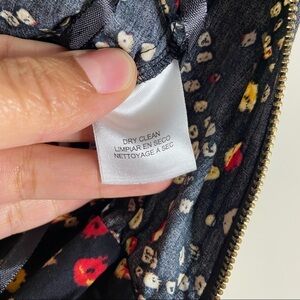 DRY CLEAN
LIMPIAR EN SECO
NETTOYAGE A SEC